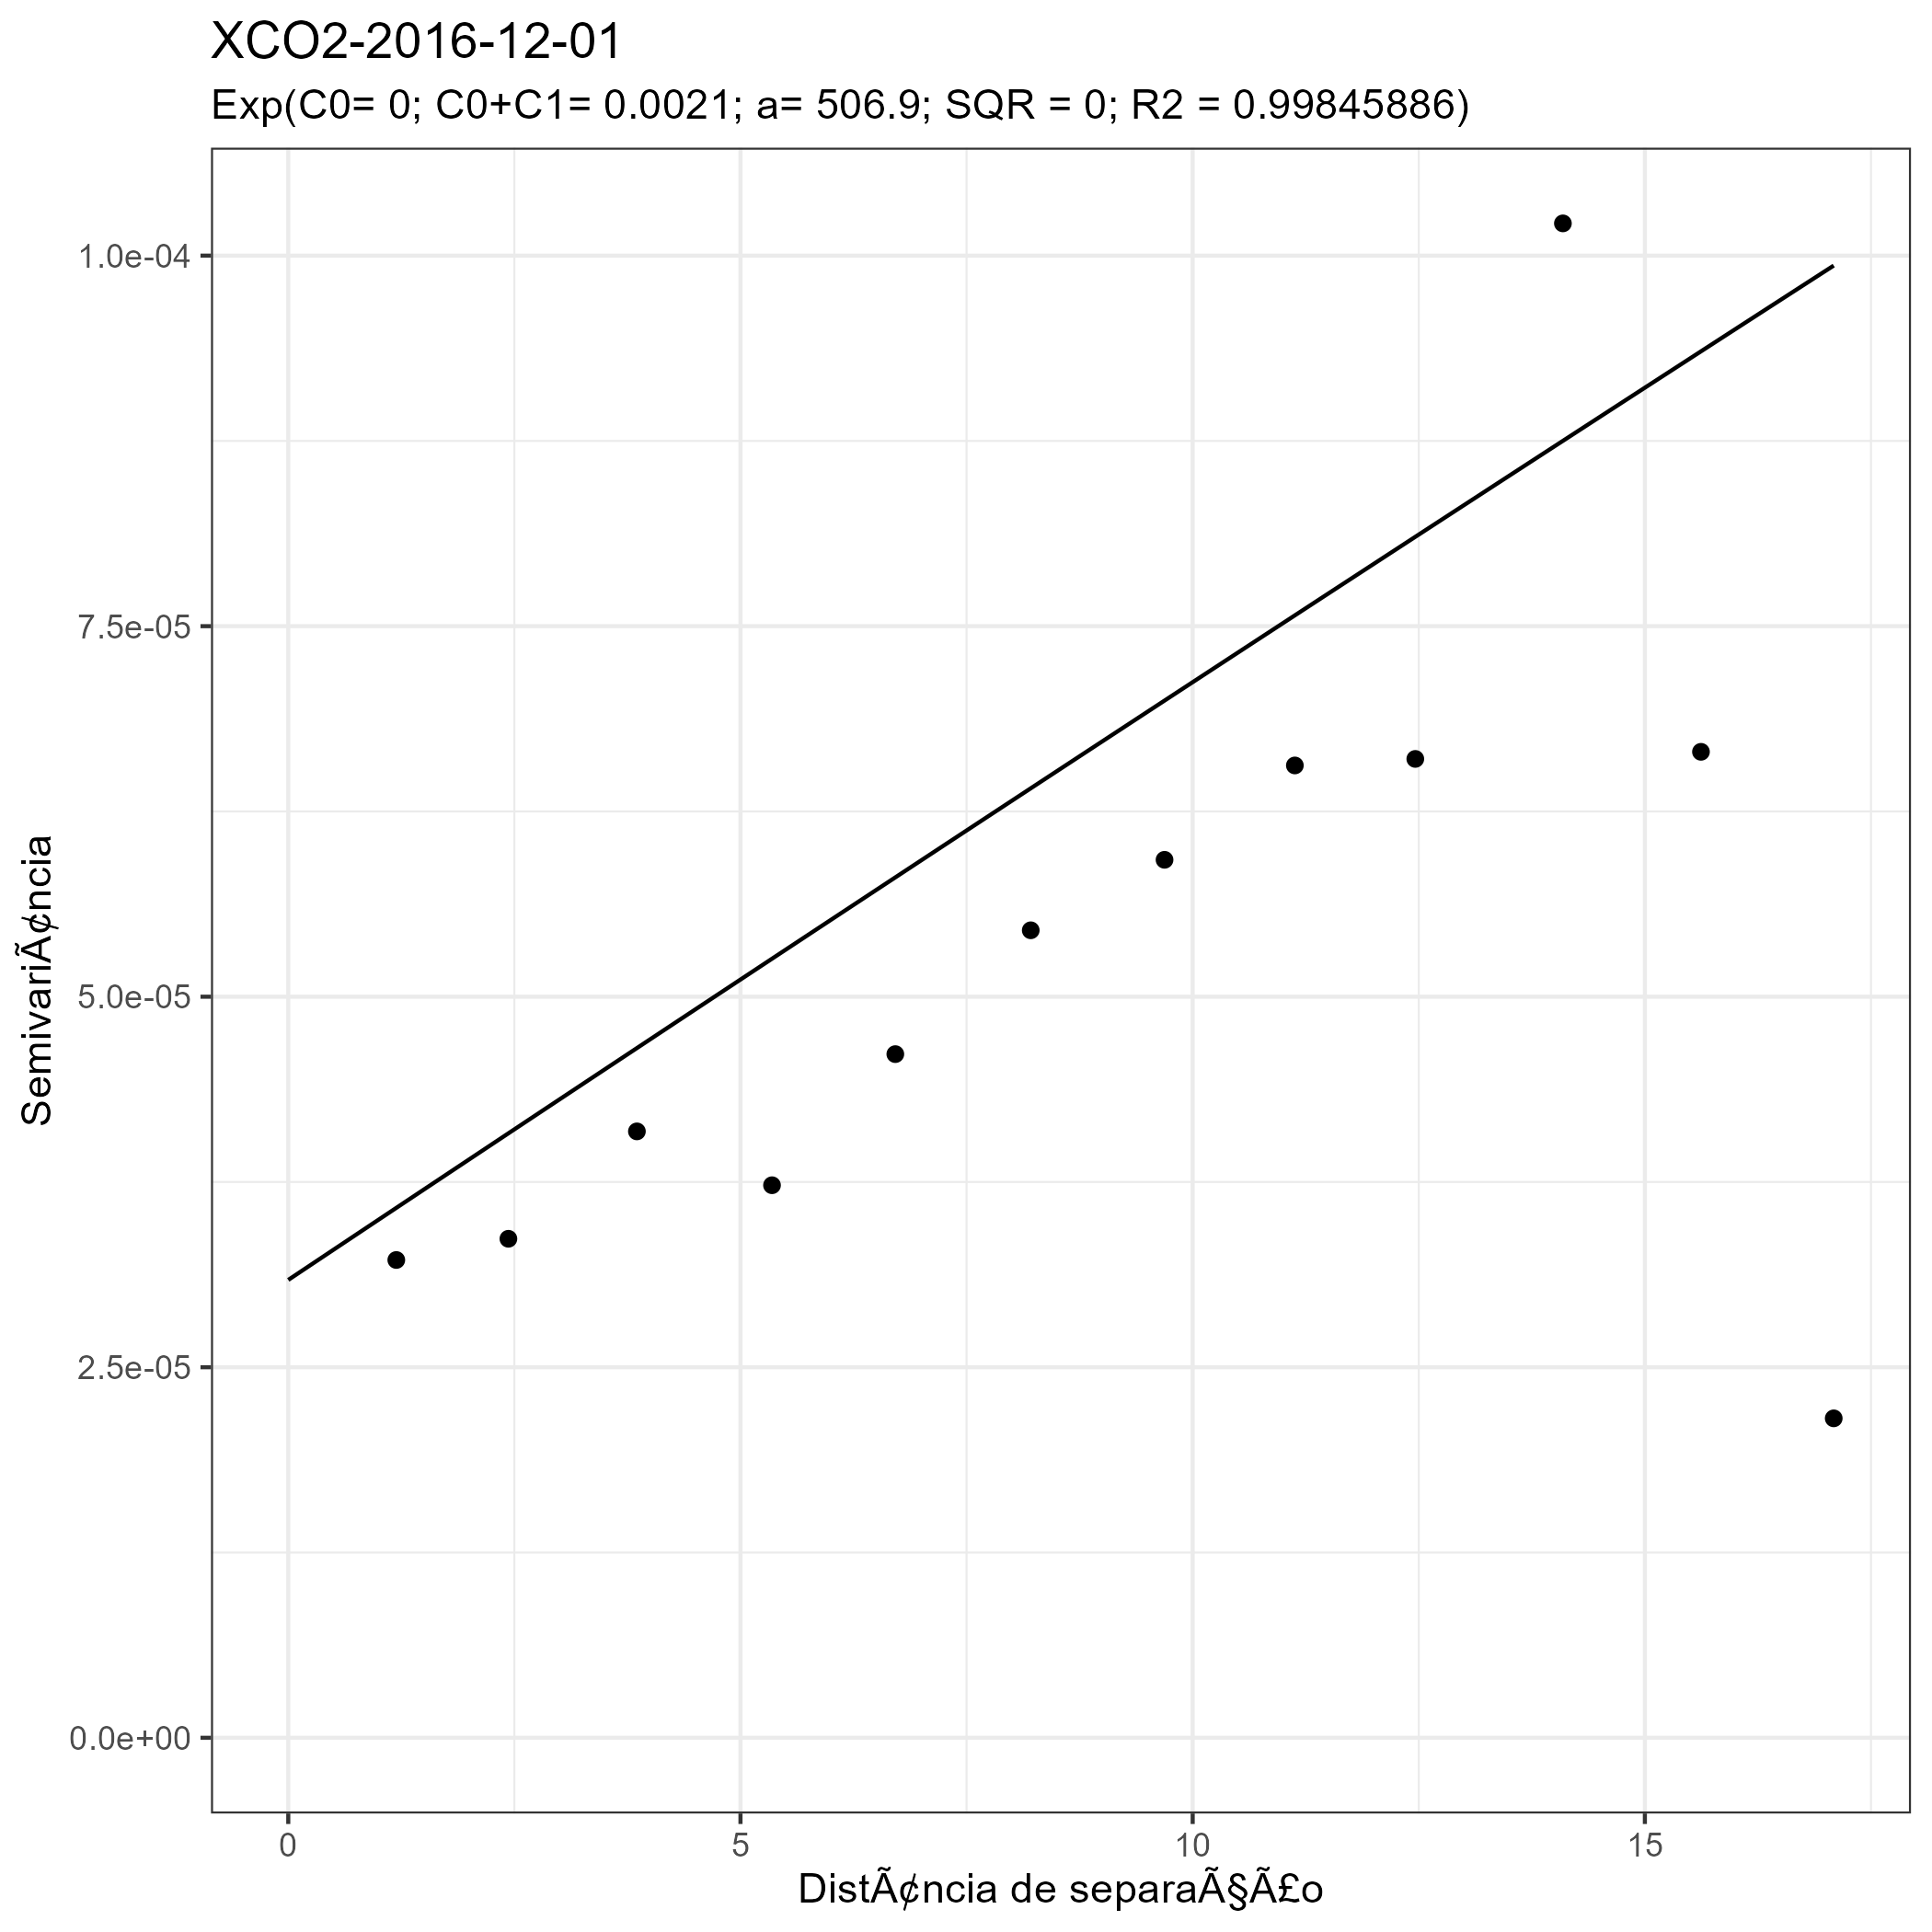 XCO2-2016-12-01
Exp(C0= 0; C0+C1= 0.0021; a= 506.9; SQR = 0; R2 = 0.99845886)
SemivariÃ¢ncia
1.0e-04
7.5e-05
5.0e-05
2.5e-05
0.0e+00
0 5 10 15
DistÃ¢ncia de separaÃ§Ã£o